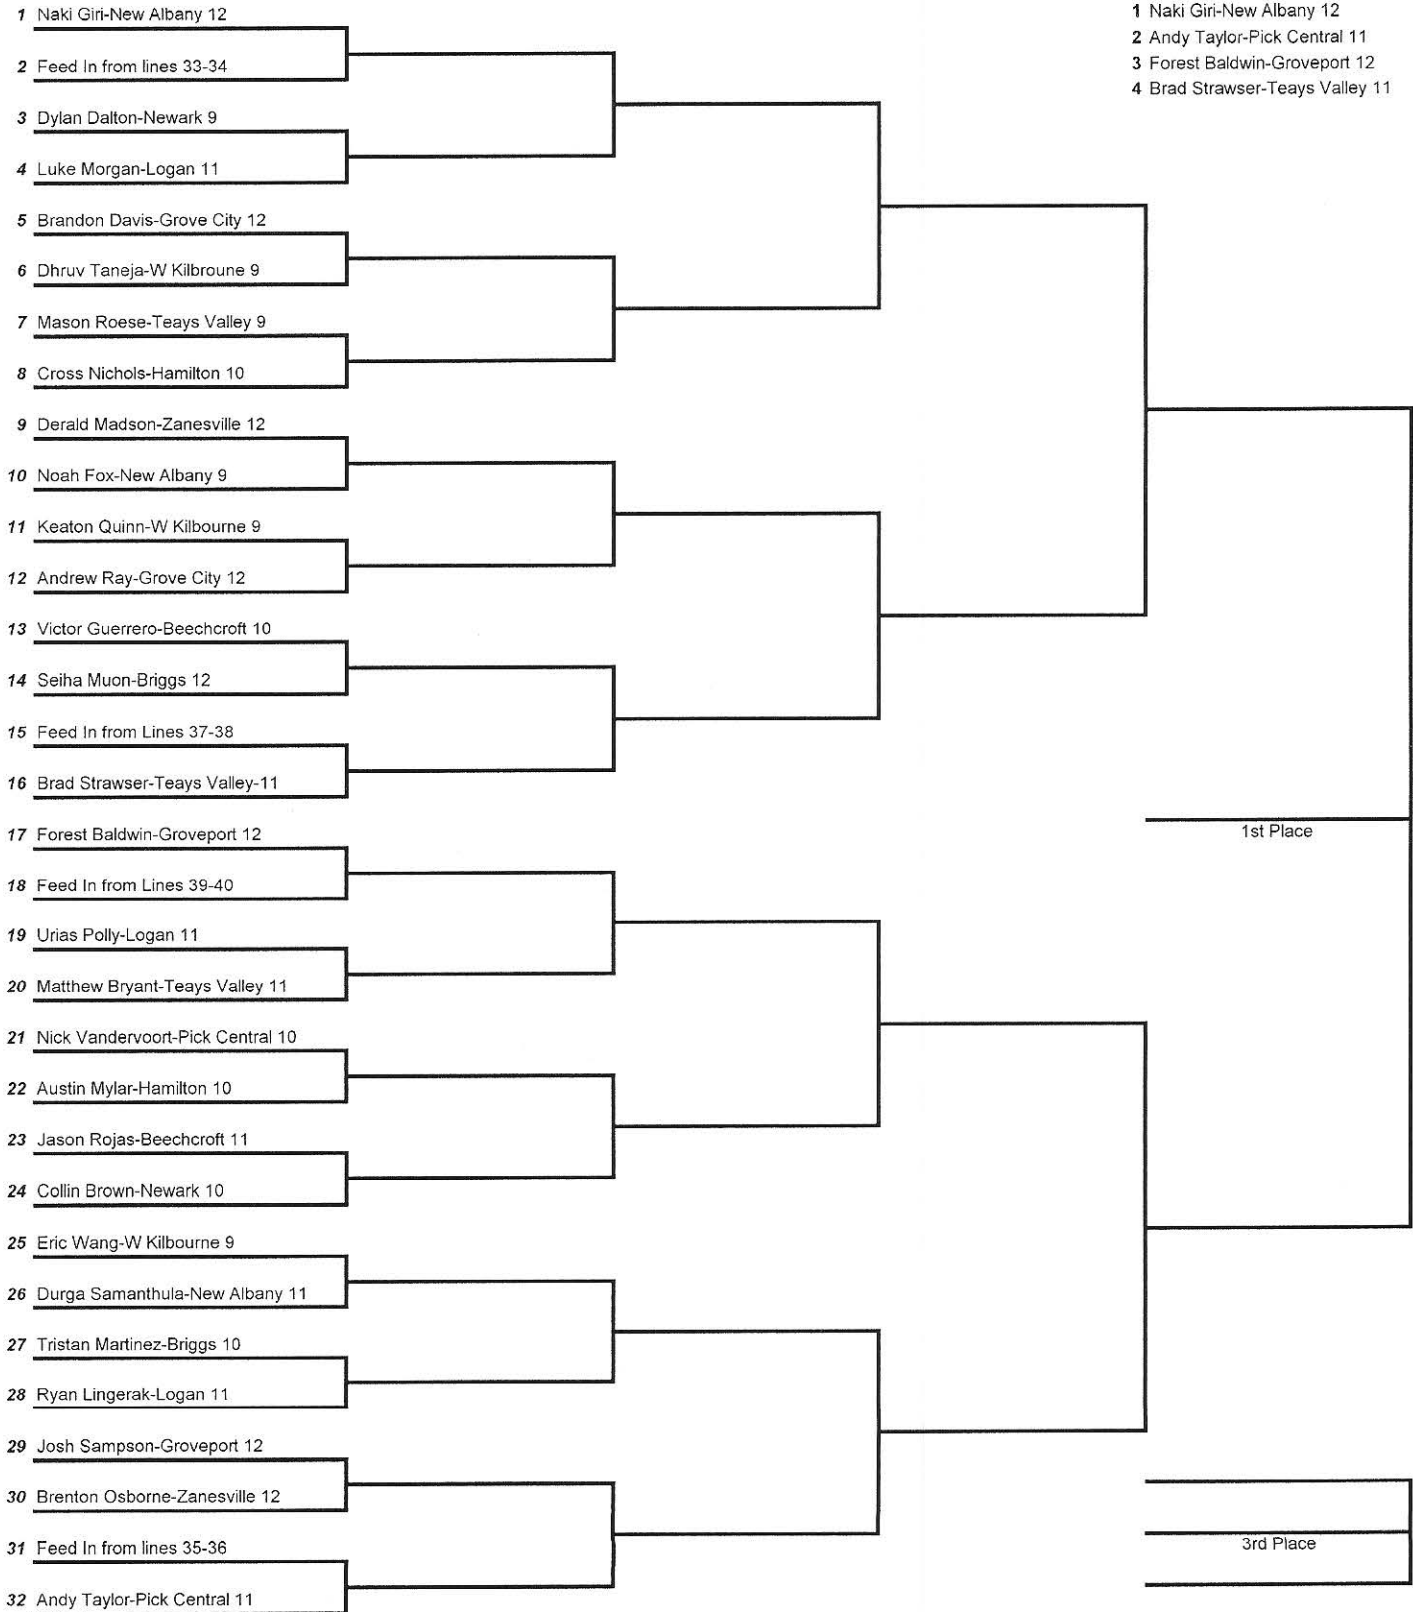 1 Naki Giri-New Albany 12
2 Feed In from lines 33-34
3 Dylan Dalton-Newark 9
4 Luke Morgan-Logan 11
5 Brandon Davis-Grove City 12
6 Dhruv Taneja-W Kilbroune 9
7 Mason Roese-Teays Valley 9
8 Cross Nichols-Hamilton 10
9 Derald Madson-Zanesville 12
10 Noah Fox-New Albany 9
11 Keaton Quinn-W Kilbourne 9
12 Andrew Ray-Grove City 12
13 Victor Guerrero-Beechcroft 10
14 Seiha Muon-Briggs 12
15 Feed In from Lines 37-38
16 Brad Strawser-Teays Valley-11
17 Forest Baldwin-Groveport 12
18 Feed In from Lines 39-40
19 Urias Polly-Logan 11
20 Matthew Bryant-Teays Valley 11
21 Nick Vandervoort-Pick Central 10
22 Austin Mylar-Hamilton 10
23 Jason Rojas-Beechcroft 11
24 Collin Brown-Newark 10
25 Eric Wang-W Kilbourne 9
26 Durga Samanthula-New Albany 11
27 Tristan Martinez-Briggs 10
28 Ryan Lingerak-Logan 11
29 Josh Sampson-Groveport 12
30 Brenton Osborne-Zanesville 12
31 Feed In from lines 35-36
32 Andy Taylor-Pick Central 11
1 Naki Giri-New Albany 12
2 Andy Taylor-Pick Central 11
3 Forest Baldwin-Groveport 12
4 Brad Strawser-Teays Valley 11
1st Place
3rd Place